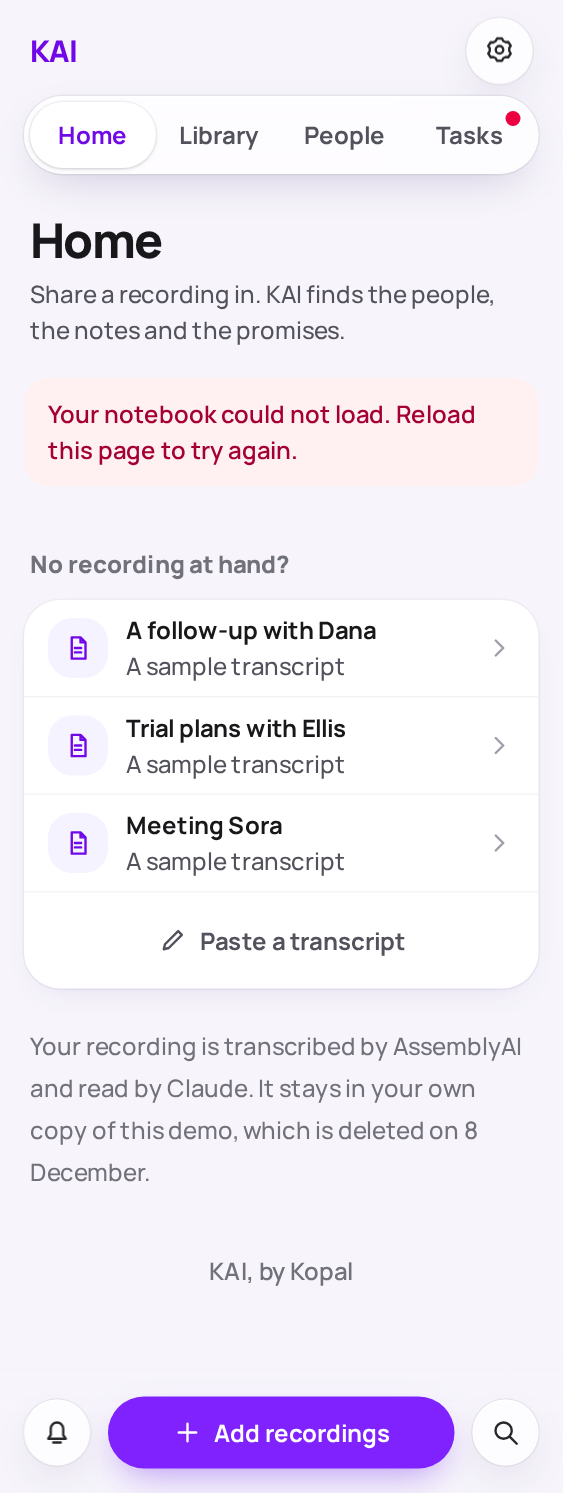 KAI
Home
Library
People
Tasks
Home
Share a recording in. KAI finds the people,
the notes and the promises.
Your notebook could not load. Reload
this page to try again.
No recording at hand?
A follow-up with Dana
A sample transcript
Trial plans with Ellis
A sample transcript
Meeting Sora
A sample transcript
Paste a transcript
Your recording is transcribed by AssemblyAI
and read by Claude. It stays in your own
copy of this demo, which is deleted on 8
December.
KAI, by Kopal
Add recordings